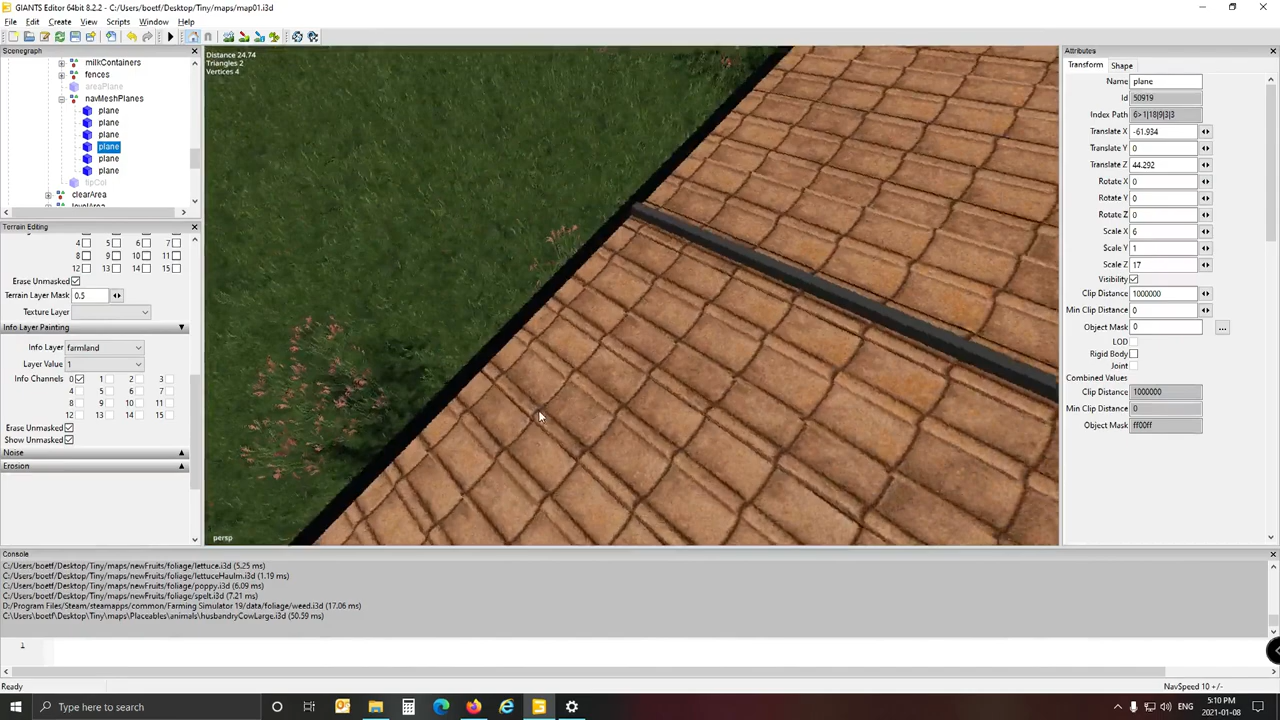 GIANTS Editor 64bit 8.2.2 - C:/Users/boetf/Desktop/Tiny/maps/map01.i3d
File Edit Create View Scripts Window Help
Scenegraph
milkContainers
fences
areaPlane
navMeshPlanes
plane
plane
plane
plane
plane
plane
tipCol
clearArea
levelArea
Terrain Editing
4 5 6 7
8 9 10 11
12 13 14 15
Erase Unmasked
Terrain Layer Mask 0.5
Texture Layer
Info Layer Painting
Info Layer farmland
Layer Value 1
Info Channels 0 1 2 3
4 5 6 7
8 9 10 11
12 13 14 15
Erase Unmasked
Show Unmasked
Noise
Erosion
Distance 24.74
Triangles 2
Vertices 4
persp
Attributes
Transform Shape
Name plane
Id 50919
Index Path 6>1|18|9|3|3
Translate X -61.934
Translate Y 0
Translate Z 44.292
Rotate X 0
Rotate Y 0
Rotate Z 0
Scale X 6
Scale Y 1
Scale Z 17
Visibility
Clip Distance 1000000
Min Clip Distance 0
Object Mask 0 ...
LOD
Rigid Body
Joint
Combined Values
Clip Distance 1000000
Min Clip Distance 0
Object Mask ff00ff
Console
C:/Users/boetf/Desktop/Tiny/maps/newFruits/foliage/lettuce.i3d (5.25 ms)
C:/Users/boetf/Desktop/Tiny/maps/newFruits/foliage/lettuceHaulm.i3d (1.19 ms)
C:/Users/boetf/Desktop/Tiny/maps/newFruits/foliage/poppy.i3d (6.09 ms)
C:/Users/boetf/Desktop/Tiny/maps/newFruits/foliage/spelt.i3d (7.21 ms)
D:/Program Files/Steam/steamapps/common/Farming Simulator 19/data/foliage/weed.i3d (17.06 ms)
C:\Users\boetf\Desktop\Tiny\maps\Placeables\animals\husbandryCowLarge.i3d (50.59 ms)
1
Ready
NavSpeed 10 +/-
Type here to search
ENG
5:10 PM
2021-01-08